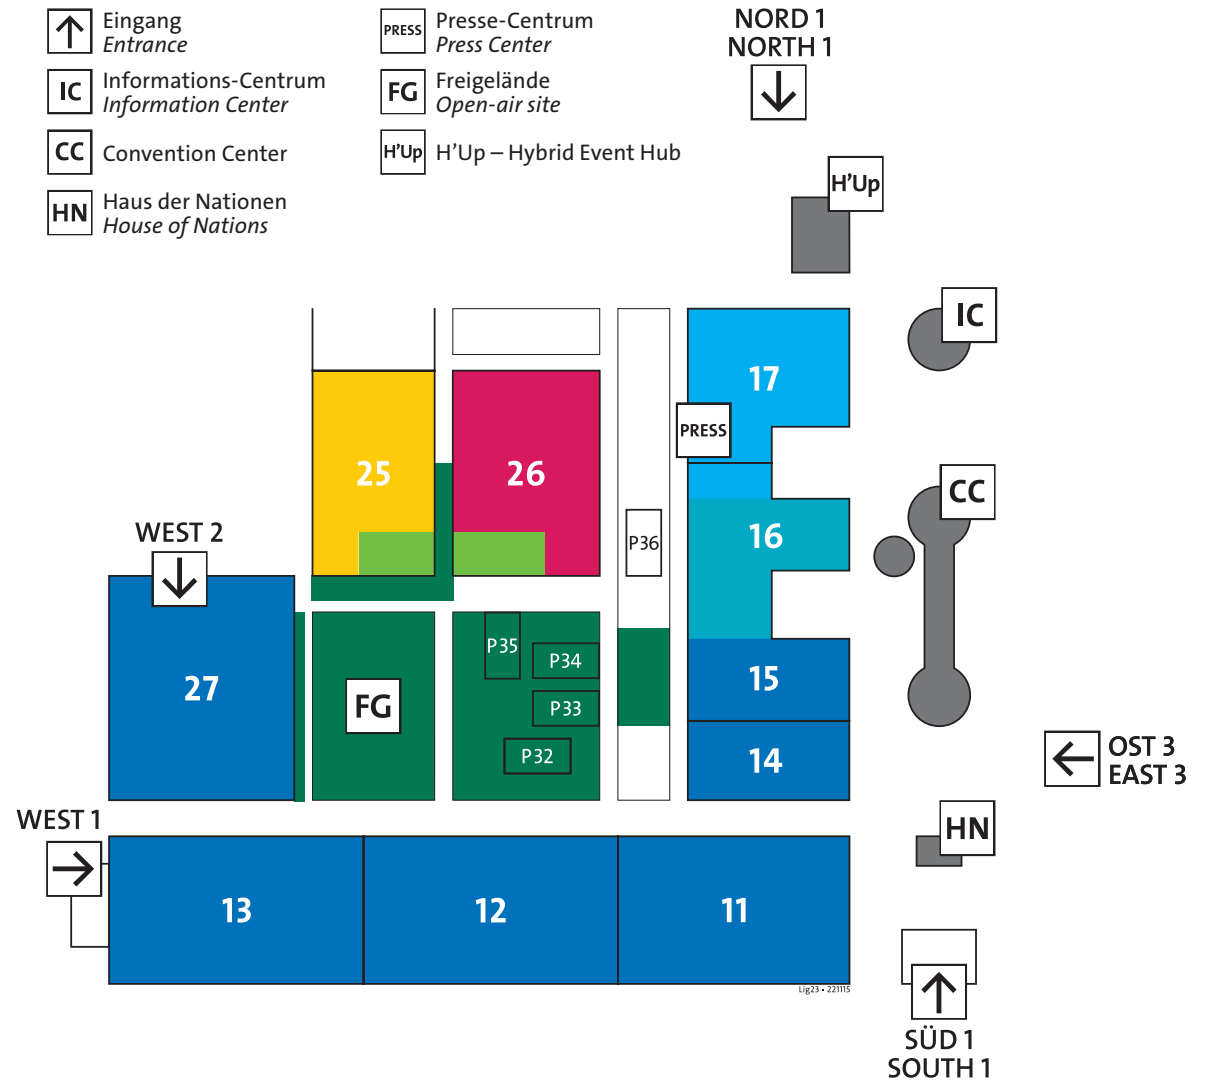 Eingang
Entrance
IC
Informations-Centrum
Information Center
CC
Convention Center
HN
Haus der Nationen
House of Nations
PRESS
Presse-Centrum
Press Center
FG
Freigelände
Open-air site
H'Up
H'Up – Hybrid Event Hub
NORD 1
NORTH 1
H'Up
IC
17
PRESS
25
26
CC
WEST 2
P36
16
P35
P34
15
27
FG
P33
P32
14
OST 3
EAST 3
WEST 1
HN
13
12
11
Lig23 • 221115
SÜD 1
SOUTH 1